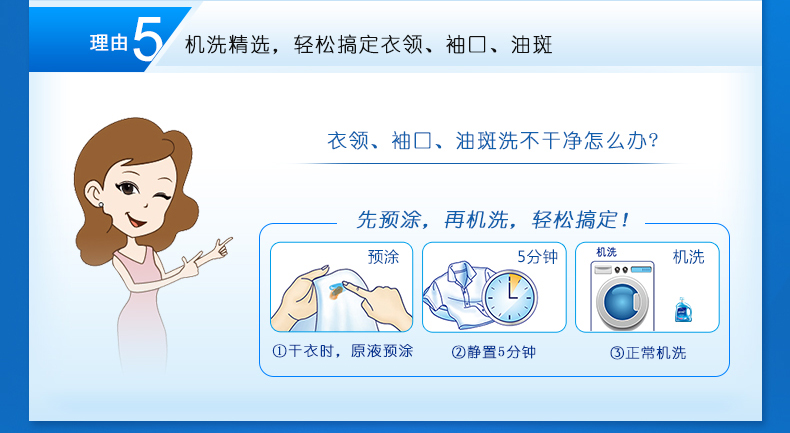 理由5
机洗精选，轻松搞定衣领、袖口、油斑
衣领、袖口、油斑洗不干净怎么办?
先预涂，再机洗，轻松搞定！
预涂
5分钟
机洗
机洗
①干衣时，原液预涂
②静置5分钟
③正常机洗